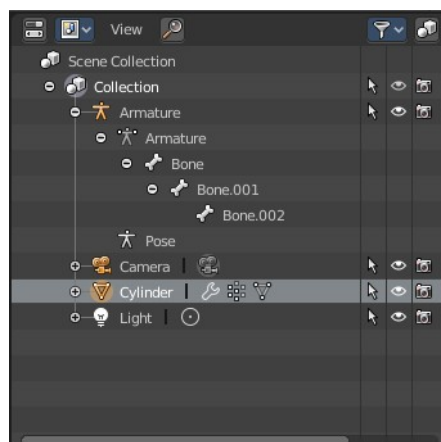 View
Scene Collection
Collection
Armature
Armature
Bone
Bone.001
Bone.002
Pose
Camera
Cylinder
Light